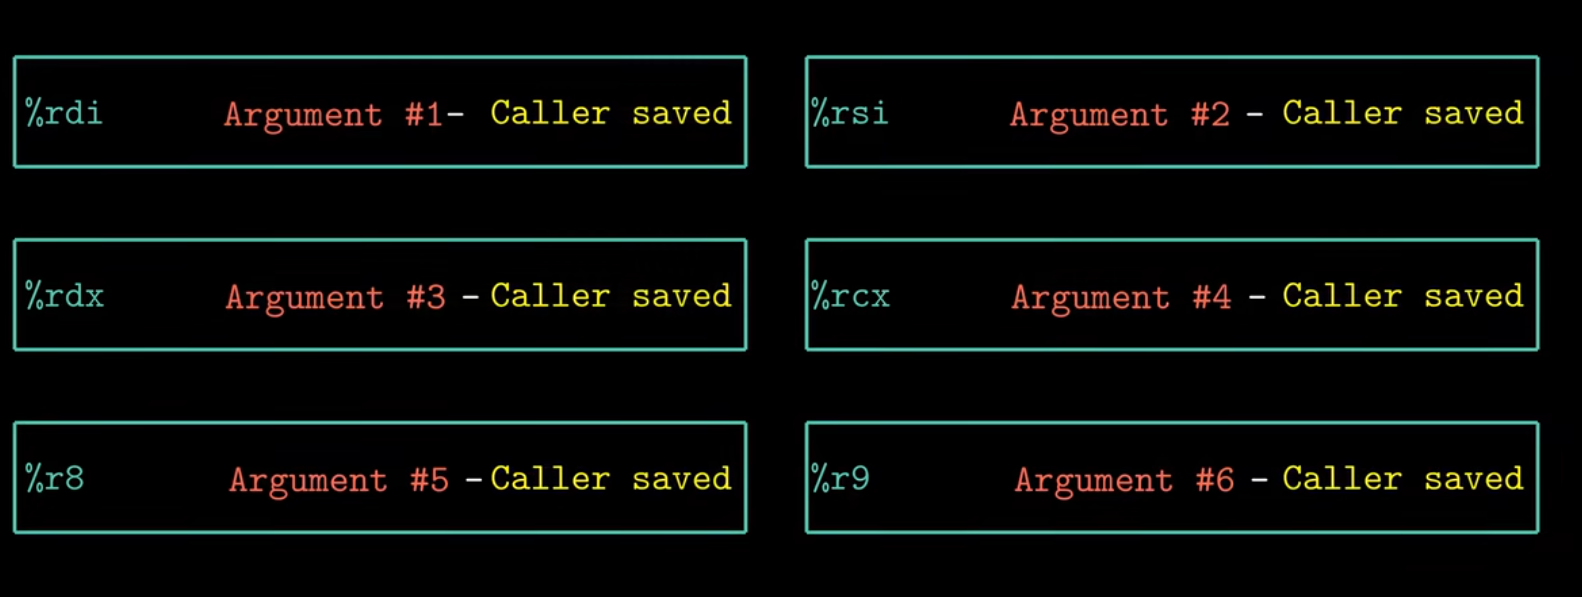 %rdi Argument #1- Caller saved
%rsi Argument #2 - Caller saved
%rdx Argument #3 -Caller saved
%rcx Argument #4 - Caller saved
%r8 Argument #5 -Caller saved
%r9 Argument #6 - Caller saved